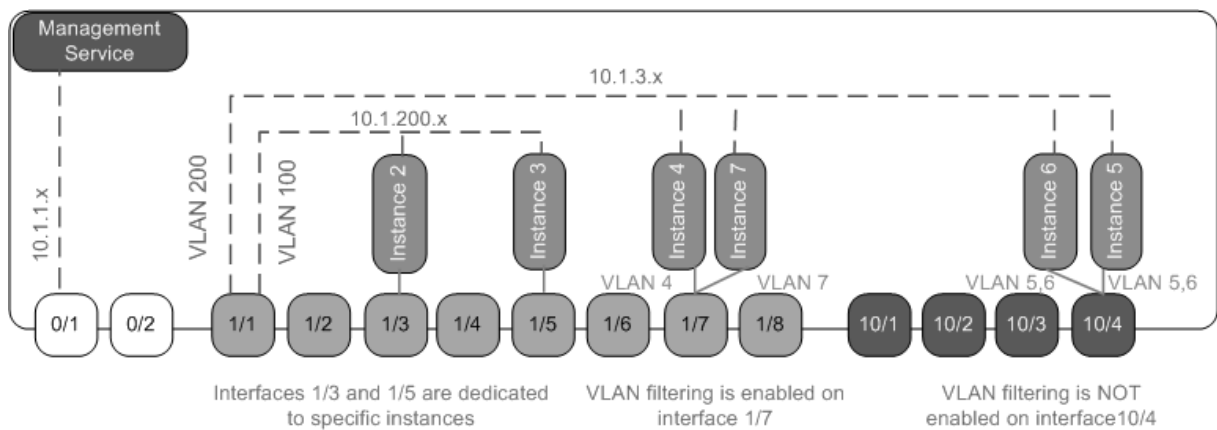 Management
Service
10.1.3.x
10.1.200.x
10.1.1.x
VLAN 200
VLAN 100
Instance 2
Instance 3
Instance 4
Instance 7
Instance 6
Instance 5
VLAN 4
VLAN 7
VLAN 5,6
VLAN 5,6
0/1
0/2
1/1
1/2
1/3
1/4
1/5
1/6
1/7
1/8
10/1
10/2
10/3
10/4
Interfaces 1/3 and 1/5 are dedicated
to specific instances
VLAN filtering is enabled on
interface 1/7
VLAN filtering is NOT
enabled on interface10/4